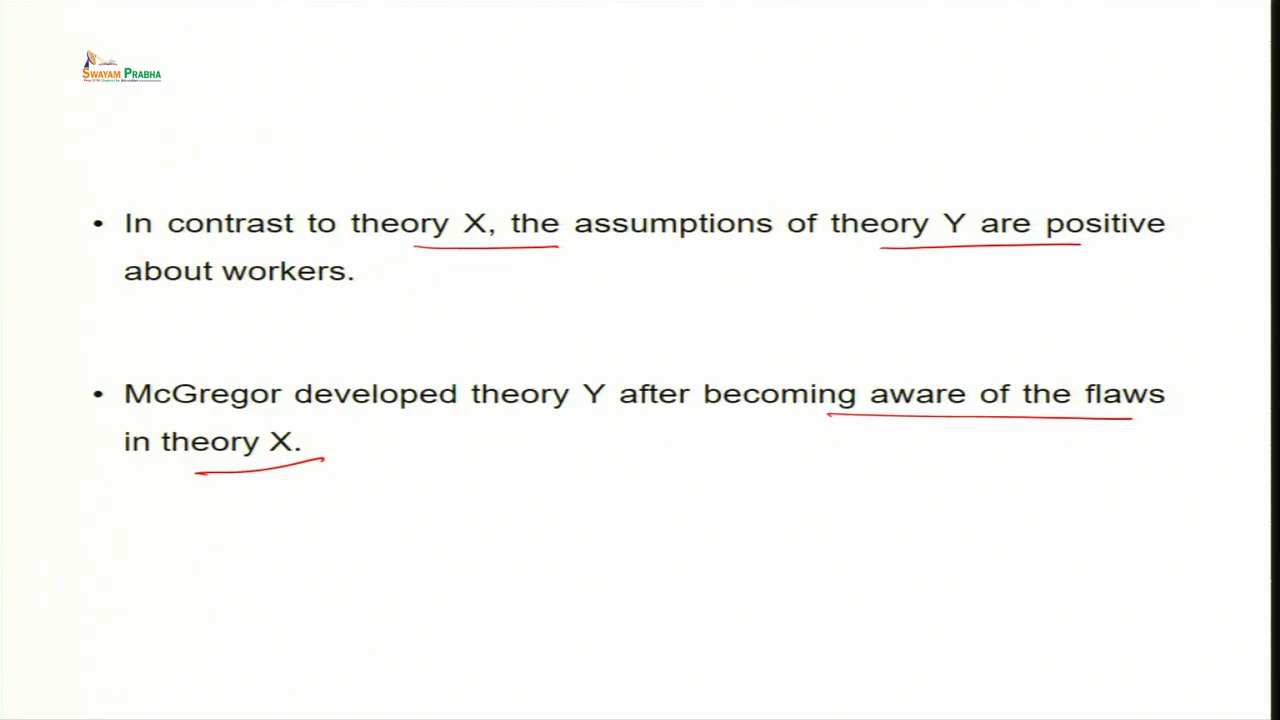 SWAYAM PRABHA
• In contrast to theory X, the assumptions of theory Y are positive
about workers.
• McGregor developed theory Y after becoming aware of the flaws
in theory X.